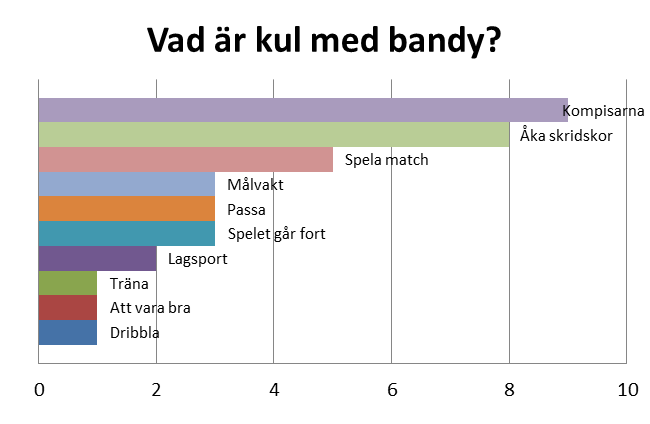 Vad är kul med bandy?
Kompisarna
Åka skridskor
Spela match
Målvakt
Passa
Spelet går fort
Lagsport
Träna
Att vara bra
Dribbla
0 2 4 6 8 10